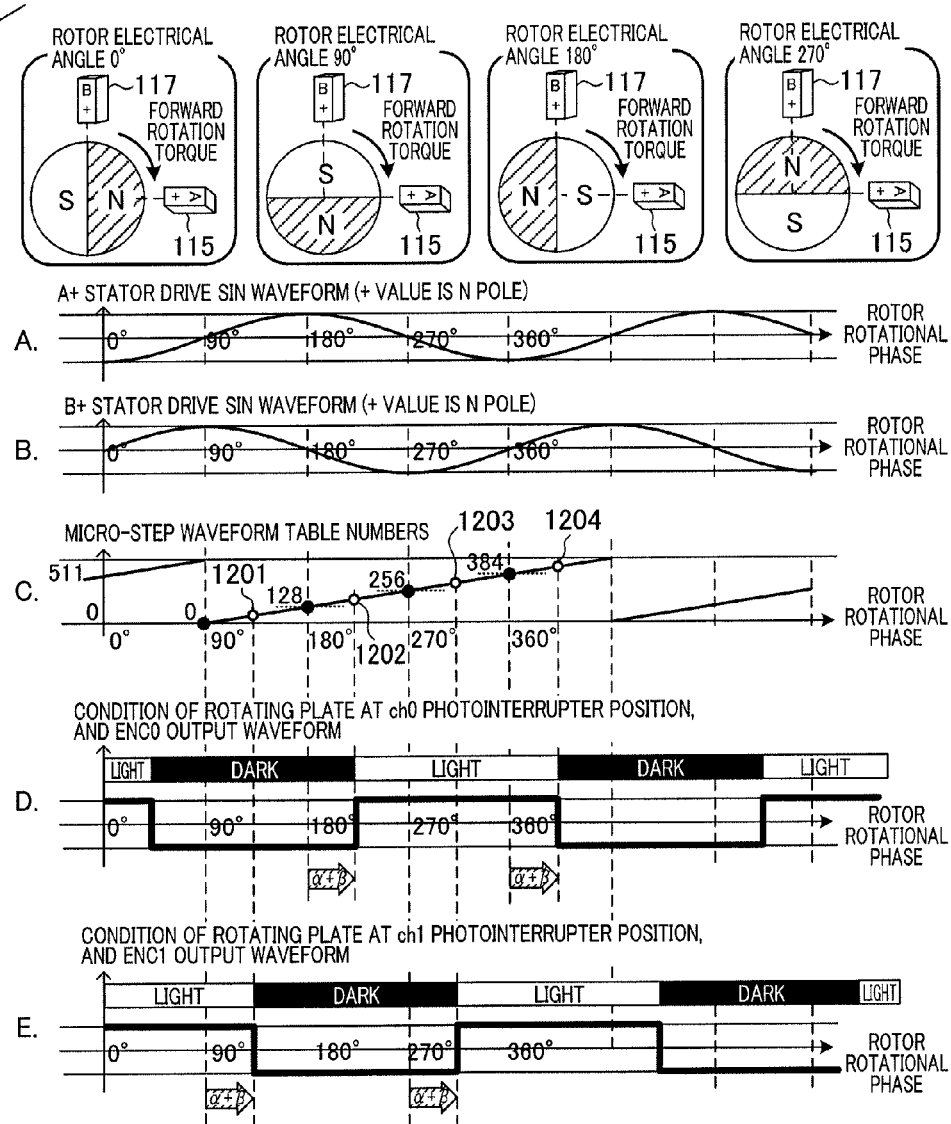 ROTOR ELECTRICAL
ANGLE 0°
B
+
117
FORWARD
ROTATION
TORQUE
S
N
+ A
115
ROTOR ELECTRICAL
ANGLE 90°
B
+
117
FORWARD
ROTATION
TORQUE
S
N
+ A
115
ROTOR ELECTRICAL
ANGLE 180°
B
+
117
FORWARD
ROTATION
TORQUE
N
S
+ A
115
ROTOR ELECTRICAL
ANGLE 270°
B
+
117
FORWARD
ROTATION
TORQUE
N
S
+ A
115
A+ STATOR DRIVE SIN WAVEFORM (+ VALUE IS N POLE)
A.
0° 90° 180° 270° 360°
ROTOR
ROTATIONAL
PHASE
B+ STATOR DRIVE SIN WAVEFORM (+ VALUE IS N POLE)
B.
0° 90° 180° 270° 360°
ROTOR
ROTATIONAL
PHASE
MICRO-STEP WAVEFORM TABLE NUMBERS
1203 1204
C.
511
0 0 1201 128 1202 256 384
0° 90° 180° 270° 360°
ROTOR
ROTATIONAL
PHASE
CONDITION OF ROTATING PLATE AT ch0 PHOTOINTERRUPTER POSITION,
AND ENC0 OUTPUT WAVEFORM
LIGHT DARK LIGHT DARK LIGHT
D.
0° 90° 180° 270° 360°
ROTOR
ROTATIONAL
PHASE
α+β α+β
CONDITION OF ROTATING PLATE AT ch1 PHOTOINTERRUPTER POSITION,
AND ENC1 OUTPUT WAVEFORM
LIGHT DARK LIGHT DARK LIGHT
E.
0° 90° 180° 270° 360°
ROTOR
ROTATIONAL
PHASE
α+β α+β